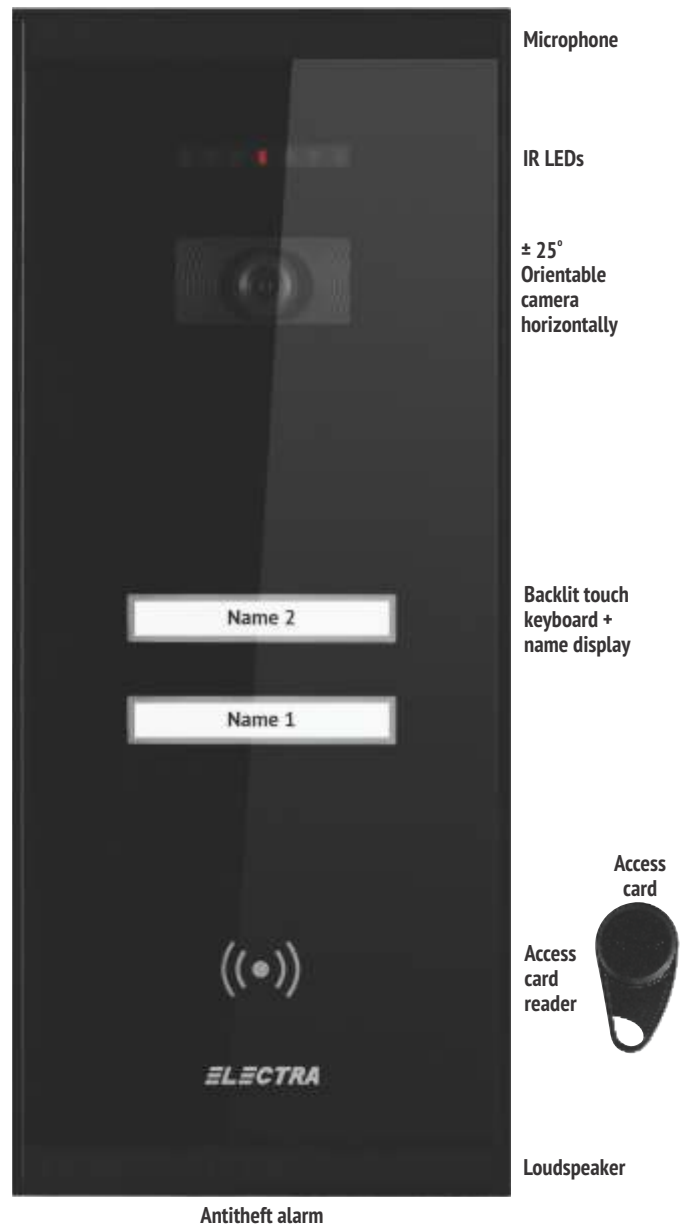 Microphone
IR LEDs
± 25°
Orientable
camera
horizontally
Name 2
Backlit touch
keyboard +
name display
Name 1
Access
card
Access
card
reader
ELECTRA
Loudspeaker
Antitheft alarm